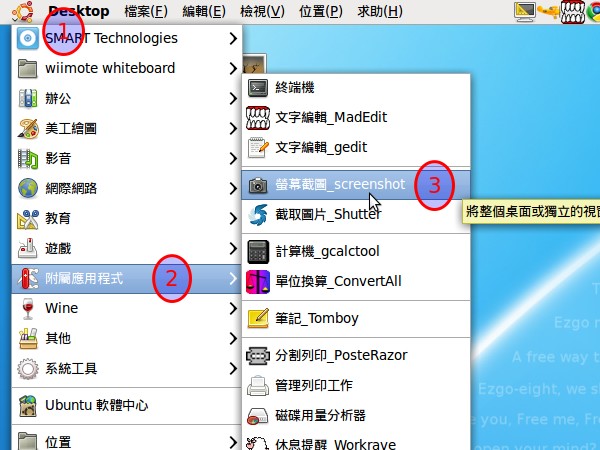 Desktop 檔案(F) 編輯(E) 檢視(V) 位置(P) 求助(H)
1
SMART Technologies
wiimote whiteboard
辦公
美工繪圖
影音
網際網路
教育
遊戲
附屬應用程式 2
Wine
其他
系統工具
Ubuntu 軟體中心
位置
終端機
文字編輯_MadEdit
文字編輯_gedit
螢幕截圖_screenshot 3
截取圖片_Shutter
計算機_gcalctool
單位換算_ConvertAll
筆記_Tomboy
分割列印_PosteRazor
管理列印工作
磁碟用量分析器
休息提醒_Workrave
將整個桌面或獨立的視窗
T
Ezgo r
A free way t
Ezgo-eight, we s
you, Free me, Fr
open your mind?